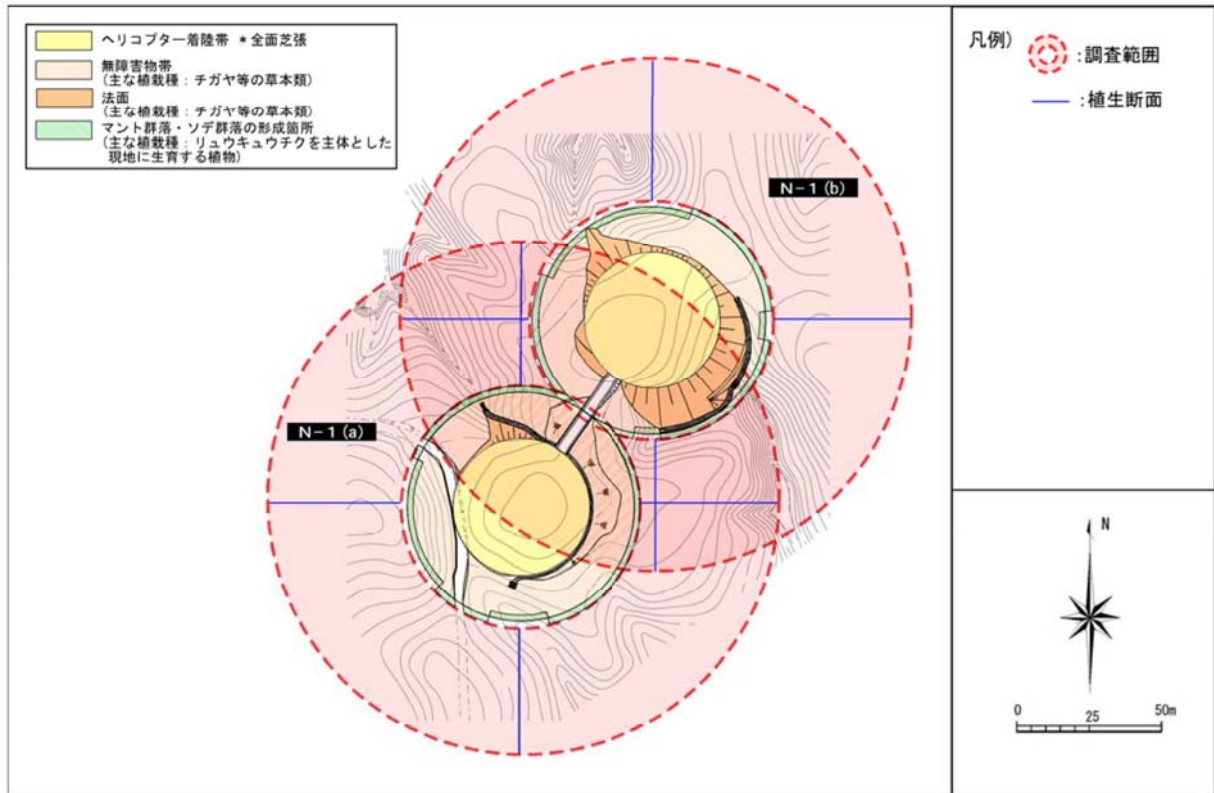 ヘリコプター着陸帯 *全面芝張
無障害物帯
(主な植栽種:チガヤ等の草本類)
法面
(主な植栽種:チガヤ等の草本類)
マント群落・ソデ群落の形成箇所
(主な植栽種:リュウキュウチクを主体とした
現地に生育する植物)
凡例)
:調査範囲
:植生断面
N-1(b)
N-1(a)
N
0 25 50m